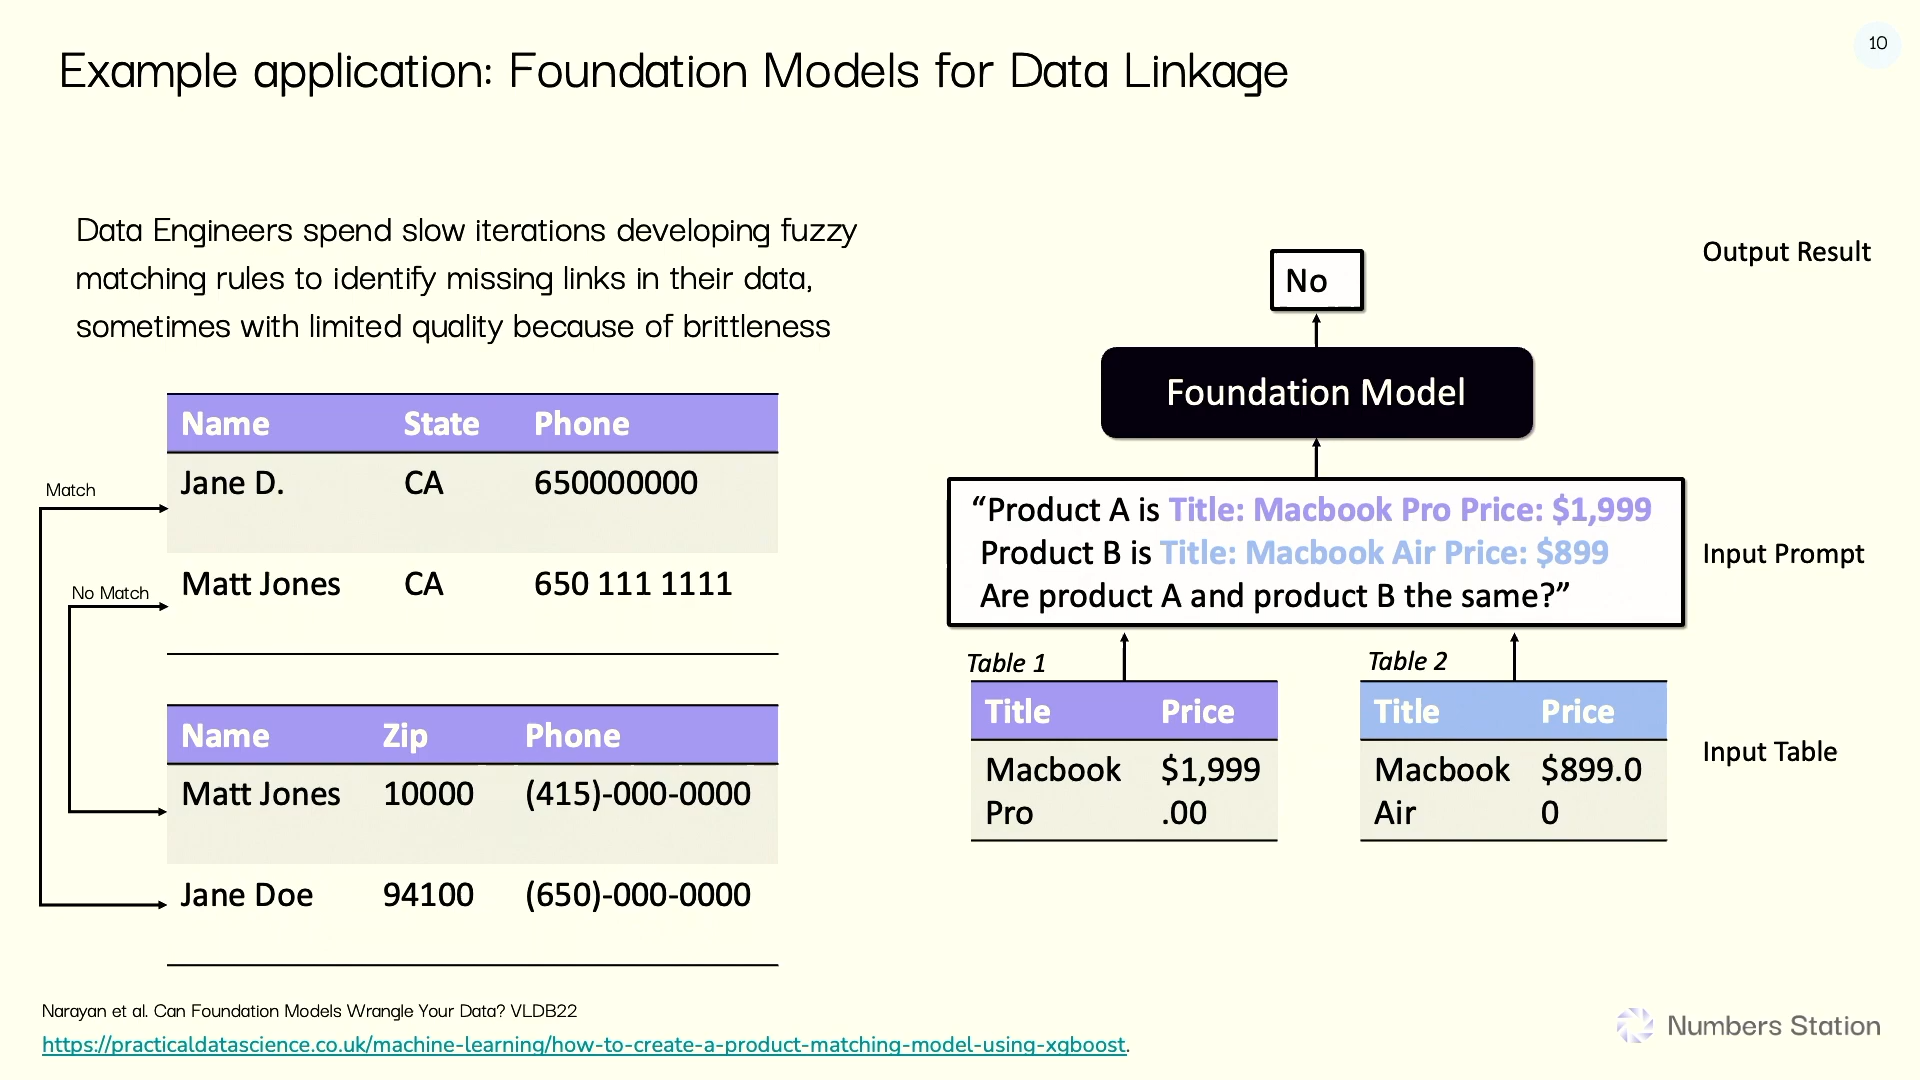 10
Example application: Foundation Models for Data Linkage
Data Engineers spend slow iterations developing fuzzy
matching rules to identify missing links in their data,
sometimes with limited quality because of brittleness
Name State Phone
Jane D. CA 650000000
Matt Jones CA 650 111 1111
Match
No Match
Name Zip Phone
Matt Jones 10000 (415)-000-0000
Jane Doe 94100 (650)-000-0000
Output Result
No
Foundation Model
“Product A is Title: Macbook Pro Price: $1,999
Product B is Title: Macbook Air Price: $899
Are product A and product B the same?”
Input Prompt
Table 1
Title Price
Macbook $1,999
Pro .00
Table 2
Title Price
Macbook $899.0
Air 0
Input Table
Narayan et al. Can Foundation Models Wrangle Your Data? VLDB22
https://practicaldatascience.co.uk/machine-learning/how-to-create-a-product-matching-model-using-xgboost.
Numbers Station